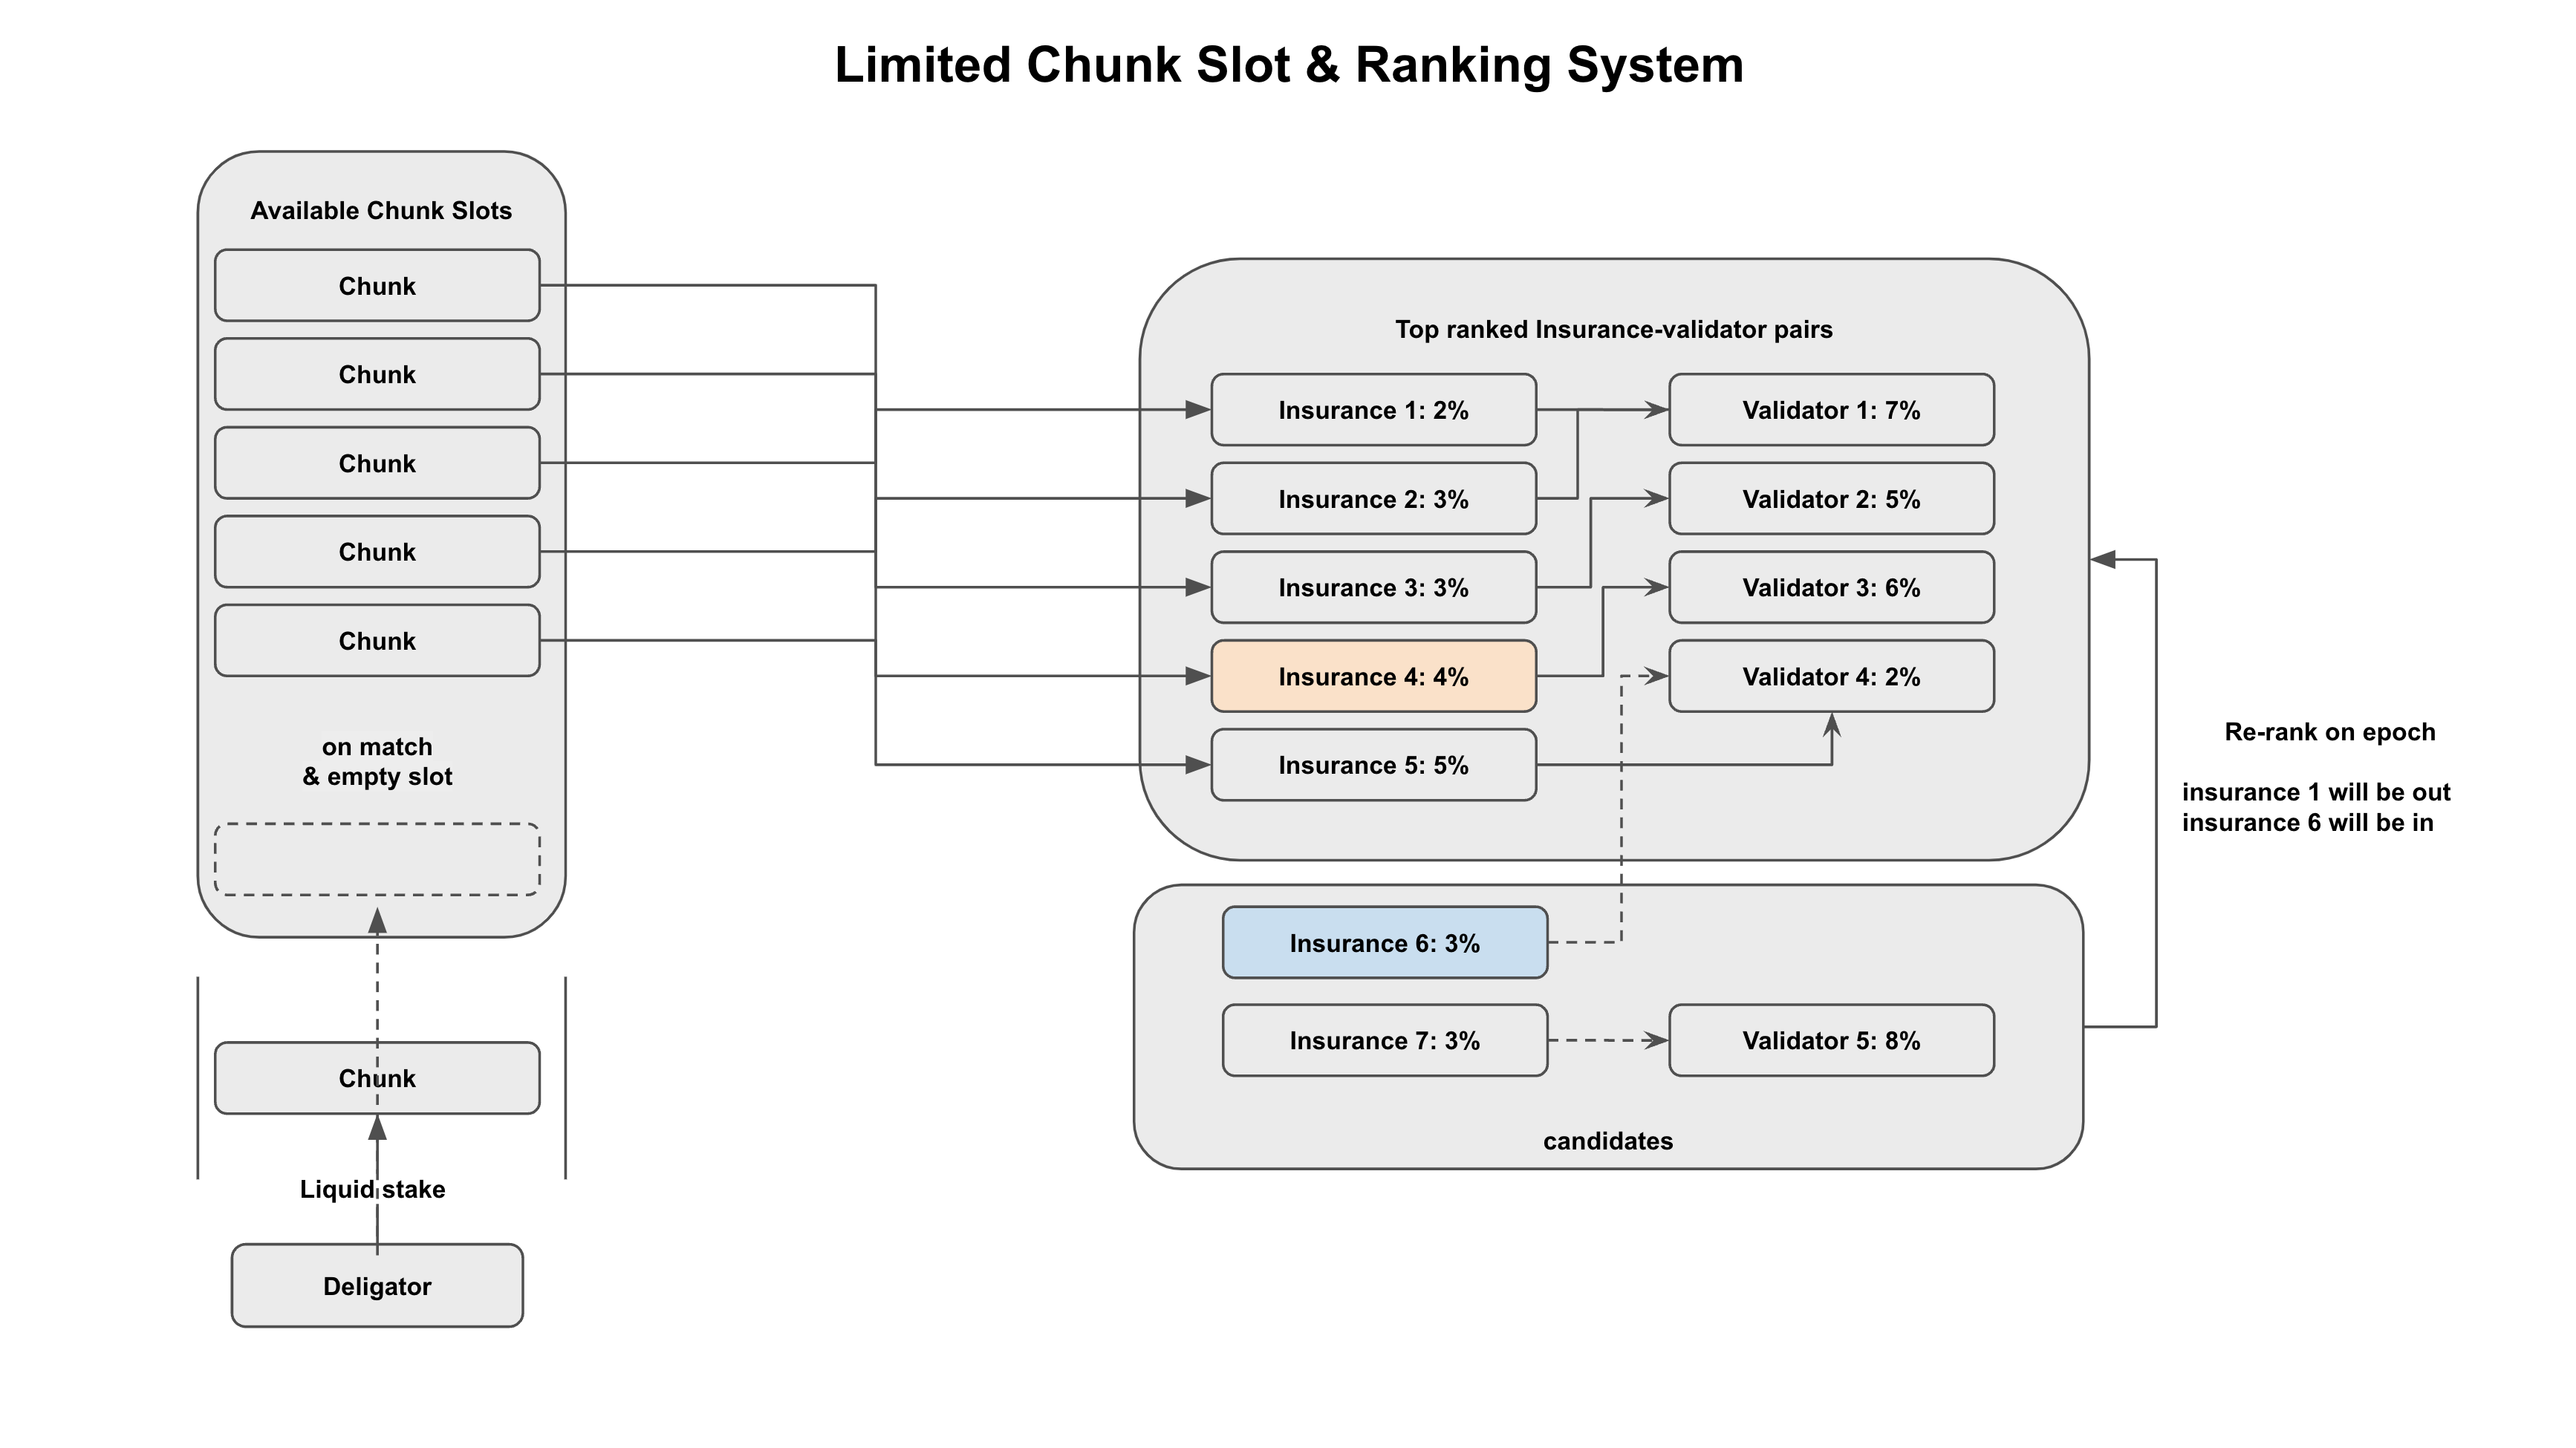 Limited Chunk Slot & Ranking System
Available Chunk Slots
Chunk
Chunk
Chunk
Chunk
Chunk
on match
& empty slot
Chunk
Liquid stake
Deligator
Top ranked Insurance-validator pairs
Insurance 1: 2%
Validator 1: 7%
Insurance 2: 3%
Validator 2: 5%
Insurance 3: 3%
Validator 3: 6%
Insurance 4: 4%
Validator 4: 2%
Insurance 5: 5%
Insurance 6: 3%
Insurance 7: 3%
Validator 5: 8%
candidates
Re-rank on epoch
insurance 1 will be out
insurance 6 will be in